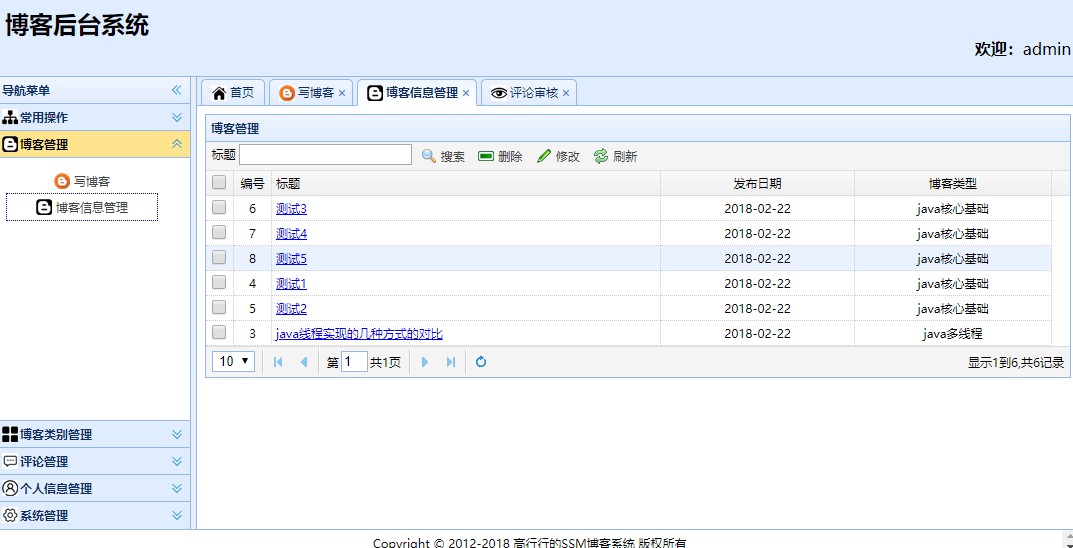 博客后台系统
欢迎：admin
导航菜单
常用操作
博客管理
写博客
博客信息管理
博客类别管理
评论管理
个人信息管理
系统管理
首页 写博客 博客信息管理 评论审核
博客管理
标题 搜索 删除 修改 刷新
编号 标题 发布日期 博客类型
6 测试3 2018-02-22 java核心基础
7 测试4 2018-02-22 java核心基础
8 测试5 2018-02-22 java核心基础
4 测试1 2018-02-22 java核心基础
5 测试2 2018-02-22 java核心基础
3 java线程实现的几种方式的对比 2018-02-22 java多线程
10 第 1 共1页 显示1到6,共6记录
Copyright © 2012-2018 高行行的SSM博客系统 版权所有